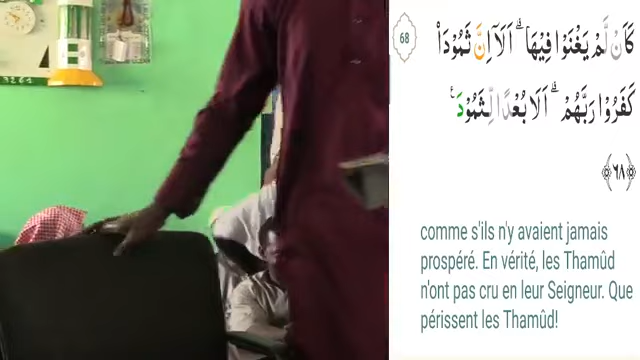 68
كَأَن لَّمْ يَغْنَوْا فِيهَا ۗ أَلَآ إِنَّ ثَمُودَا۟
كَفَرُوا رَبَّهُمْ ۗ أَلَا بُعْدًا لِّثَمُودَ ۝
﴿٦٨﴾
comme s'ils n'y avaient jamais
prospéré. En vérité, les Thamûd
n'ont pas cru en leur Seigneur. Que
périssent les Thamûd!